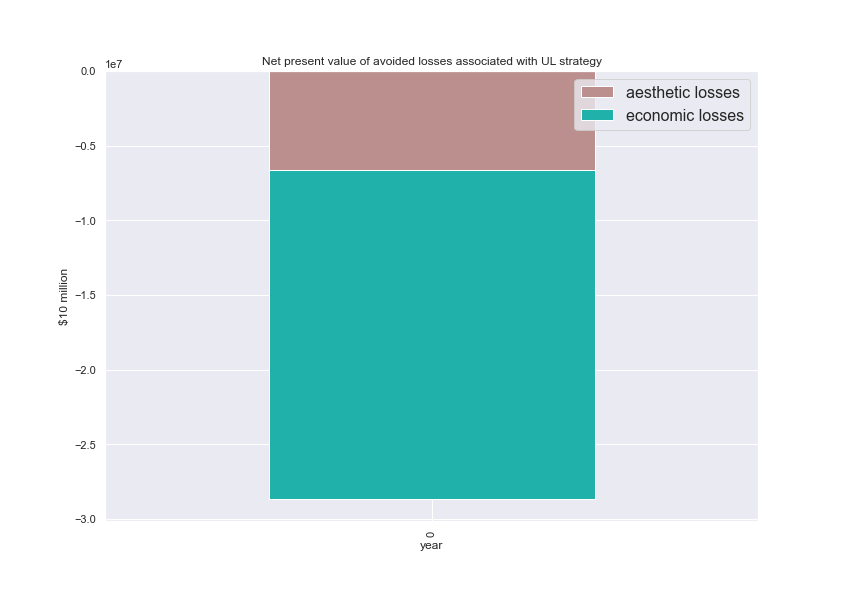 Net present value of avoided losses associated with UL strategy
1e7
0.0
−0.5
−1.0
−1.5
−2.0
−2.5
−3.0
$10 million
aesthetic losses
economic losses
0
year